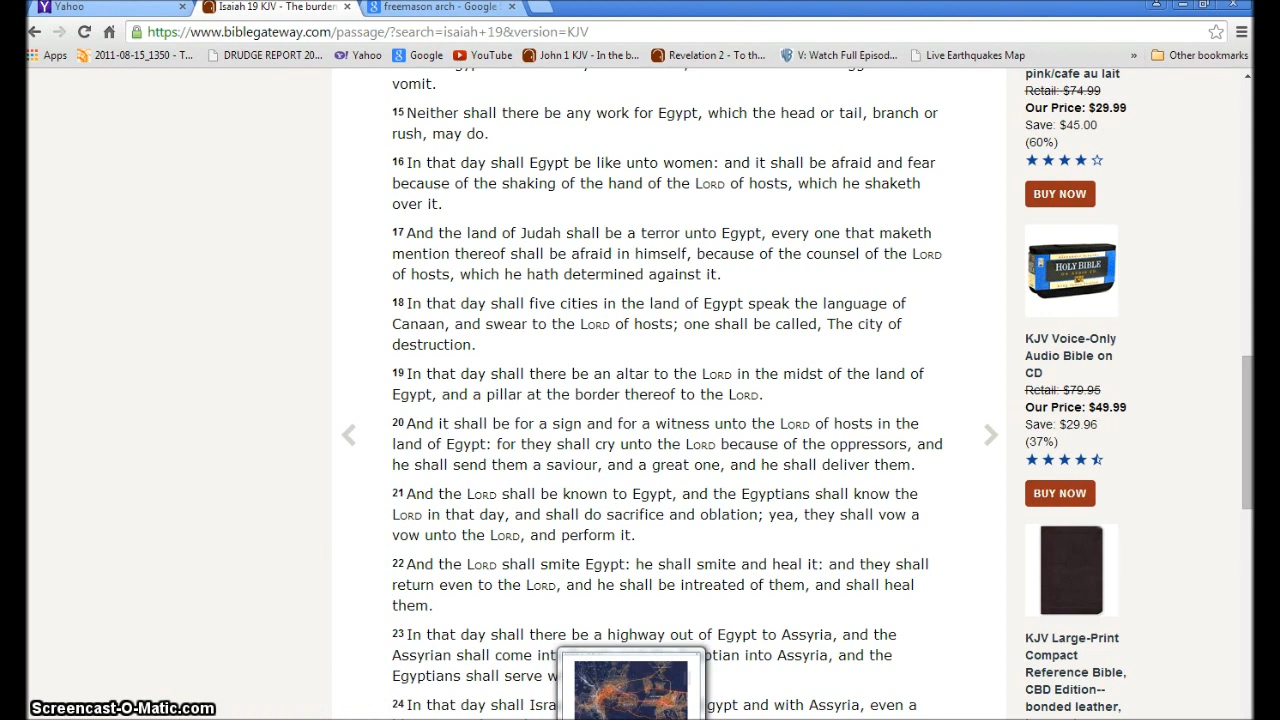 Yahoo
Isaiah 19 KJV - The burden
freemason arch - Google S
https://www.biblegateway.com/passage/?search=isaiah+19&version=KJV
Apps
2011-08-15_1350 - T...
DRUDGE REPORT 20...
Yahoo
Google
YouTube
John 1 KJV - In the b...
Revelation 2 - To th...
V: Watch Full Episod...
Live Earthquakes Map
»
Other bookmarks
vomit.
15 Neither shall there be any work for Egypt, which the head or tail, branch or
rush, may do.
16 In that day shall Egypt be like unto women: and it shall be afraid and fear
because of the shaking of the hand of the LORD of hosts, which he shaketh
over it.
17 And the land of Judah shall be a terror unto Egypt, every one that maketh
mention thereof shall be afraid in himself, because of the counsel of the LORD
of hosts, which he hath determined against it.
18 In that day shall five cities in the land of Egypt speak the language of
Canaan, and swear to the LORD of hosts; one shall be called, The city of
destruction.
19 In that day shall there be an altar to the LORD in the midst of the land of
Egypt, and a pillar at the border thereof to the LORD.
20 And it shall be for a sign and for a witness unto the LORD of hosts in the
land of Egypt: for they shall cry unto the LORD because of the oppressors, and
he shall send them a saviour, and a great one, and he shall deliver them.
21 And the LORD shall be known to Egypt, and the Egyptians shall know the
LORD in that day, and shall do sacrifice and oblation; yea, they shall vow a
vow unto the LORD, and perform it.
22 And the LORD shall smite Egypt: he shall smite and heal it: and they shall
return even to the LORD, and he shall be intreated of them, and shall heal
them.
23 In that day shall there be a highway out of Egypt to Assyria, and the
Assyrian shall come int
ptian into Assyria, and the
Egyptians shall serve w
24 In that day shall Isra
gypt and with Assyria, even a
pink/cafe au lait
Retail: $74.99
Our Price: $29.99
Save: $45.00
(60%)
BUY NOW
HOLY BIBLE
KJV Voice-Only
Audio Bible on
CD
Retail: $79.95
Our Price: $49.99
Save: $29.96
(37%)
BUY NOW
KJV Large-Print
Compact
Reference Bible,
CBD Edition--
bonded leather,
Screencast-O-Matic.com